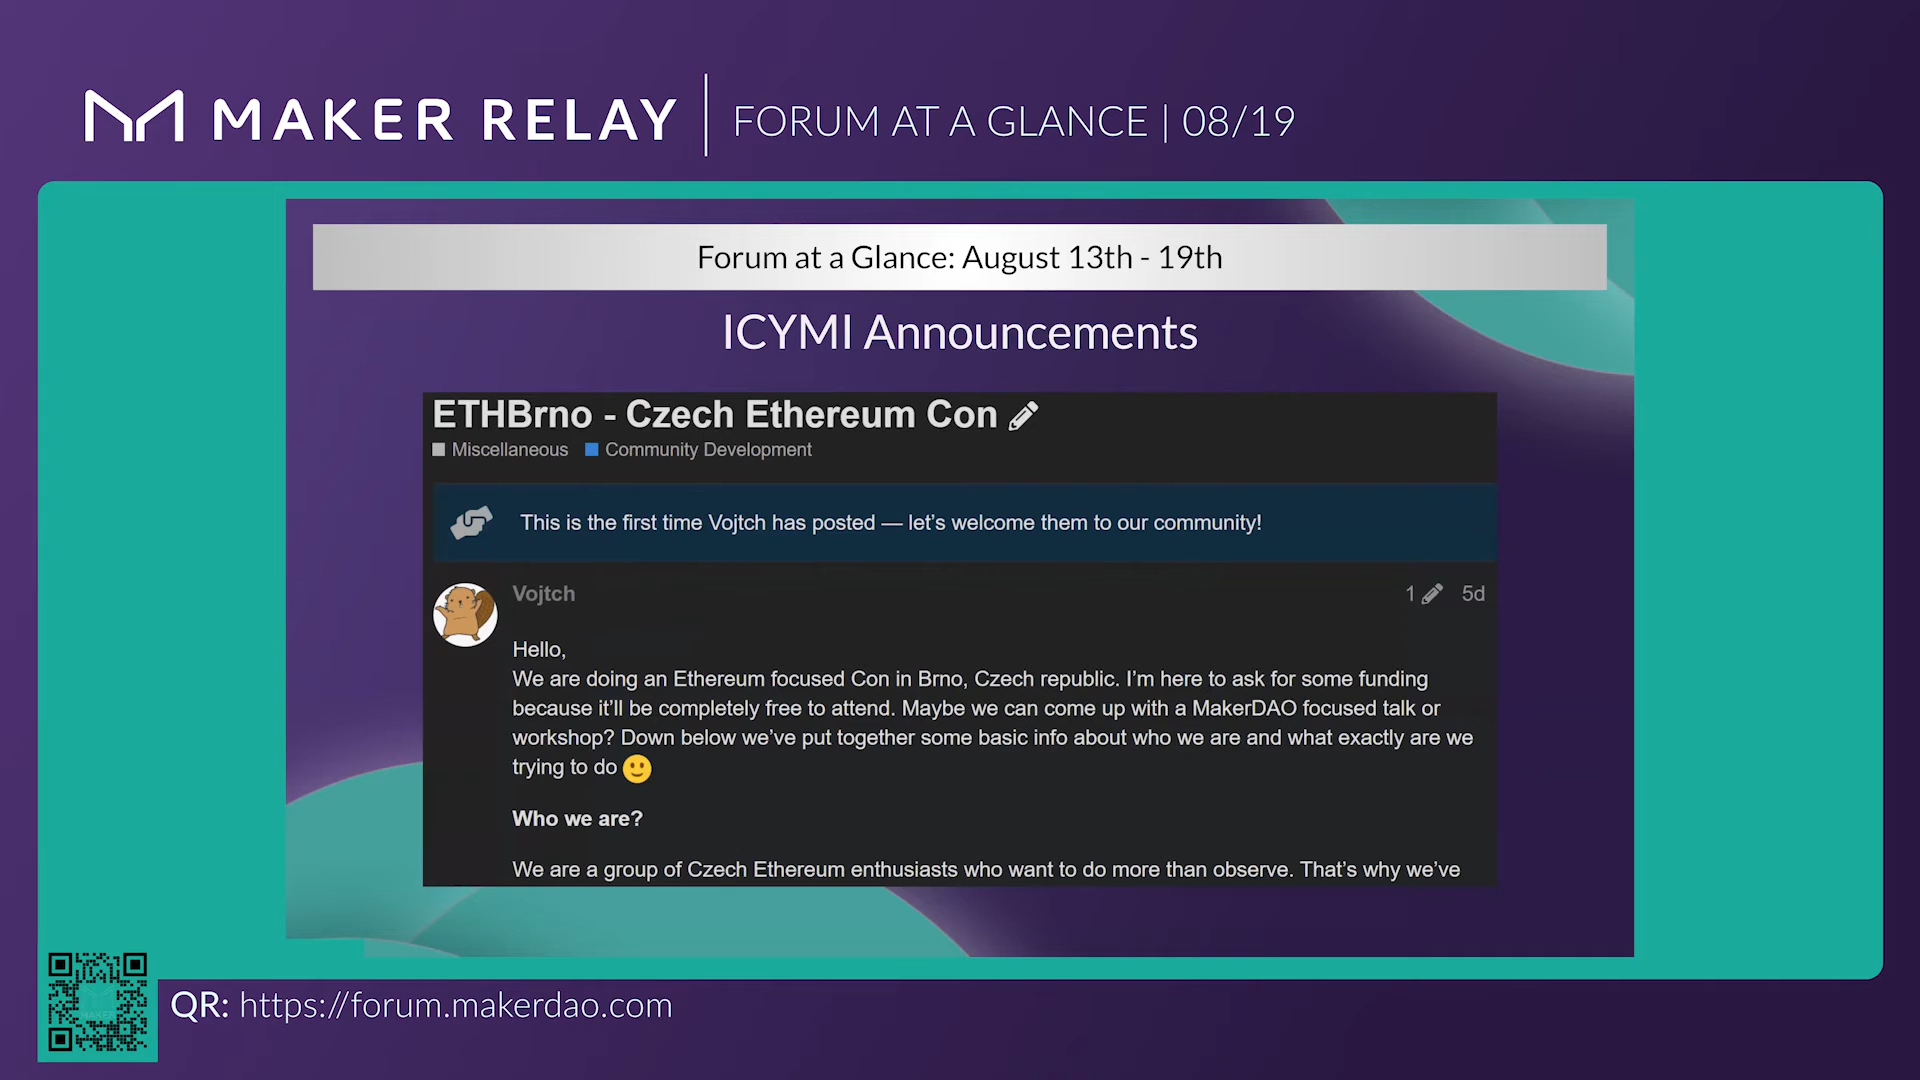 MAKER RELAY
FORUM AT A GLANCE | 08/19
Forum at a Glance: August 13th - 19th
ICYMI Announcements
ETHBrno - Czech Ethereum Con
Miscellaneous Community Development
This is the first time Vojtch has posted — let's welcome them to our community!
Vojtch 1 5d
Hello,
We are doing an Ethereum focused Con in Brno, Czech republic. I'm here to ask for some funding
because it'll be completely free to attend. Maybe we can come up with a MakerDAO focused talk or
workshop? Down below we've put together some basic info about who we are and what exactly are we
trying to do 🙂
Who we are?
We are a group of Czech Ethereum enthusiasts who want to do more than observe. That's why we've
QR: https://forum.makerdao.com